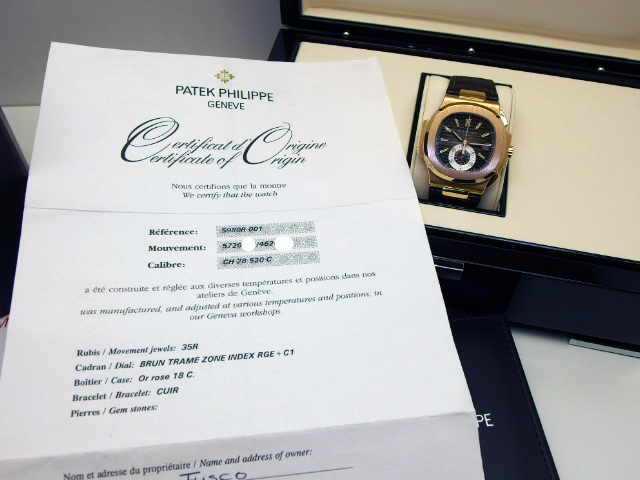 PATEK PHILIPPE
GENEVE
Certificat d'Origine
Certificate of Origin
Nous certifions que la montre
We certify that the watch
Référence: 5980R 001
Mouvement: 5720 /462
Calibre: CH 28 520 C
a été construite et réglée aux diverses températures et positions dans nos
ateliers de Genève.
was manufactured, and adjusted at various temperatures and positions, in
our Geneva workshops.
Rubis / Movement jewels: 35R
Cadran / Dial: BRUN TRAME ZONE INDEX RGE + C1
Boîtier / Case: Or rose 18 C.
Bracelet / Bracelet: CUIR
Pierres / Gem stones:
Nom et adresse du propriétaire / Name and address of owner:
PE